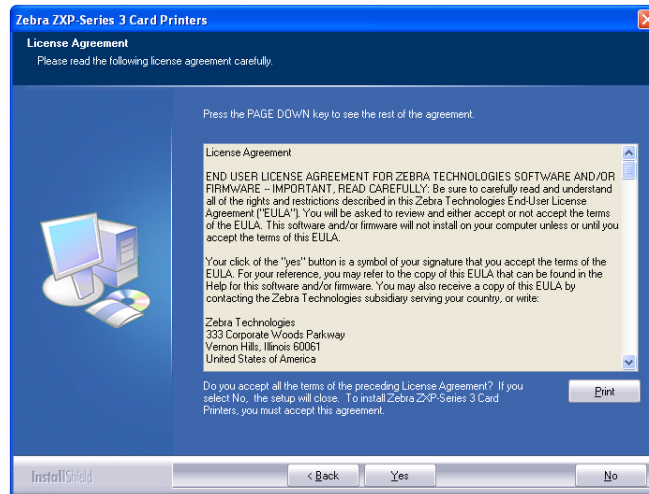 Zebra ZXP-Series 3 Card Printers
License Agreement
Please read the following license agreement carefully.
Press the PAGE DOWN key to see the rest of the agreement.
License Agreement
END USER LICENSE AGREEMENT FOR ZEBRA TECHNOLOGIES SOFTWARE AND/OR
FIRMWARE -- IMPORTANT, READ CAREFULLY: Be sure to carefully read and understand
all of the rights and restrictions described in this Zebra Technologies End-User License
Agreement ("EULA"). You will be asked to review and either accept or not accept the terms
of the EULA. This software and/or firmware will not install on your computer unless or until you
accept the terms of this EULA.
Your click of the "yes" button is a symbol of your signature that you accept the terms of the
EULA. For your reference, you may refer to the copy of this EULA that can be found in the
Help for this software and/or firmware. You may also receive a copy of this EULA by
contacting the Zebra Technologies subsidiary serving your country, or write:
Zebra Technologies
333 Corporate Woods Parkway
Vernon Hills, Illinois 60061
United States of America
Do you accept all the terms of the preceding License Agreement? If you
select No, the setup will close. To install Zebra ZXP-Series 3 Card
Printers, you must accept this agreement.
Print
InstallShield
< Back
Yes
No